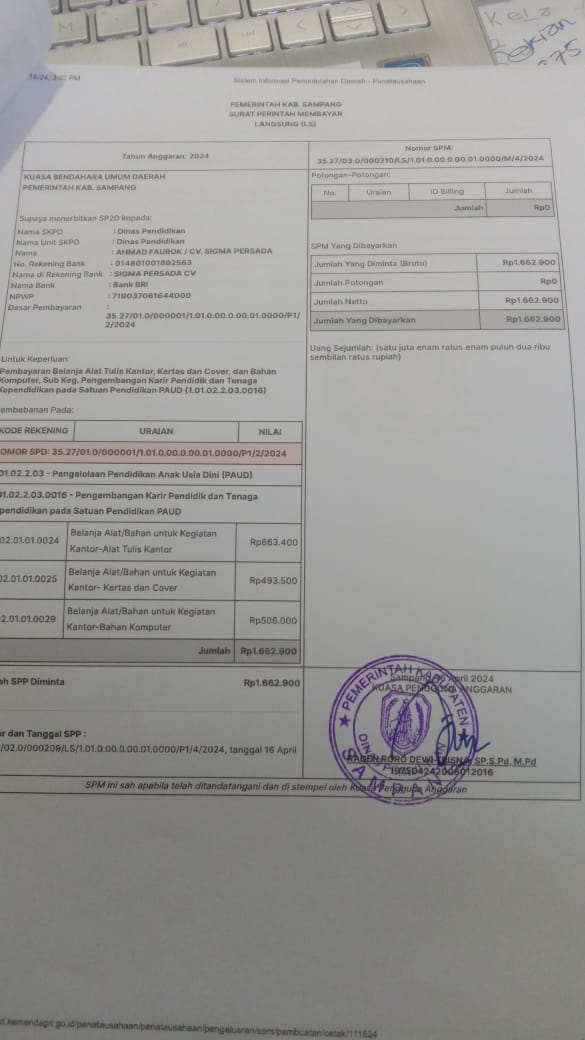 Kela
16/24, 3:02 PM
Sistem Informasi Pemerintahan Daerah - Penatausahaan
PEMERINTAH KAB. SAMPANG
SURAT PERINTAH MEMBAYAR
LANGSUNG (LS)
Tahun Anggaran: 2024
Nomor SPM:
35.27/03.0/000210/LS/1.01.0.00.0.00.01.0000/M/4/2024
KUASA BENDAHARA UMUM DAERAH
PEMERINTAH KAB. SAMPANG
Supaya menerbitkan SP2D kepada:
Nama SKPD : Dinas Pendidikan
Nama Unit SKPD : Dinas Pendidikan
Nama : AHMAD FAUROK / CV. SIGMA PERSADA
No. Rekening Bank : 014801001892563
Nama di Rekening Bank : SIGMA PERSADA CV
Nama Bank : Bank BRI
NPWP : 719037061644000
Dasar Pembayaran :
35.27/01.0/000001/1.01.0.00.0.00.01.0000/P1/
2/2024
Potongan-Potongan:
No. Uraian ID Billing Jumlah
Jumlah Rp0
SPM Yang Dibayarkan
Jumlah Yang Diminta (Bruto) Rp1.662.900
Jumlah Potongan Rp0
Jumlah Netto Rp1.662.900
Jumlah Yang Dibayarkan Rp1.662.900
Uang Sejumlah: (satu juta enam ratus enam puluh dua ribu
sembilan ratus rupiah)
Untuk Keperluan:
Pembayaran Belanja Alat Tulis Kantor, Kertas dan Cover, dan Bahan
Komputer, Sub Keg. Pengembangan Karir Pendidik dan Tenaga
Kependidikan pada Satuan Pendidikan PAUD (1.01.02.2.03.0016)
embebanan Pada:
KODE REKENING URAIAN NILAI
OMOR SPD: 35.27/01.0/000001/1.01.0.00.0.00.01.0000/P1/2/2024
01.02.2.03 - Pengelolaan Pendidikan Anak Usia Dini (PAUD)
01.02.2.03.0016 - Pengembangan Karir Pendidik dan Tenaga
pendidikan pada Satuan Pendidikan PAUD
02.01.01.0024 Belanja Alat/Bahan untuk Kegiatan
Kantor-Alat Tulis Kantor Rp663.400
02.01.01.0025 Belanja Alat/Bahan untuk Kegiatan
Kantor- Kertas dan Cover Rp493.500
2.01.01.0029 Belanja Alat/Bahan untuk Kegiatan
Kantor-Bahan Komputer Rp506.000
Jumlah Rp1.662.900
ah SPP Diminta Rp1.662.900
or dan Tanggal SPP :
/02.0/000209/LS/1.01.0.00.0.00.01.0000/P1/4/2024, tanggal 16 April
Sampang, 16 April 2024
KUASA PENGGUNA ANGGARAN
PEMERINTAH KABUPATEN
SAMPANG
RADEN RORO DEWI SP.S.Pd, M.Pd
197504242008012016
SPM ini sah apabila telah ditandatangani dan di stempel oleh Kuasa Pengguna Anggaran
.kemendagri.go.id/penatausahaan/penatausahaan/pengeluaran/spm/pembuatan/cetak/111624